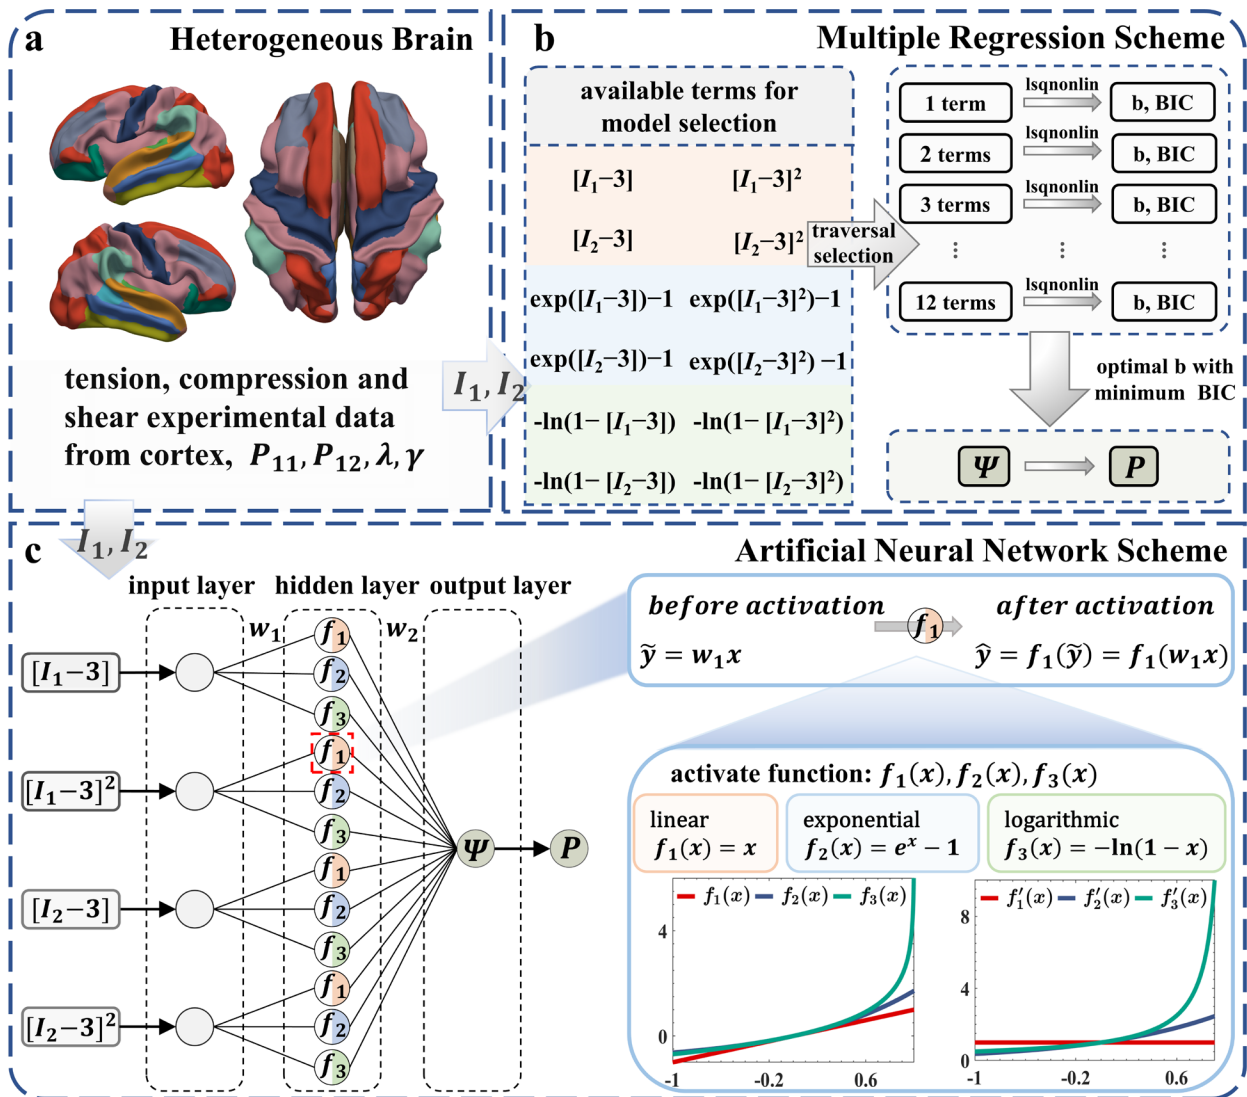 a
Heterogeneous Brain
tension, compression and
shear experimental data
from cortex, P₁₁, P₁₂, λ, γ
I₁, I₂
I₁, I₂
b
Multiple Regression Scheme
available terms for
model selection
[I₁−3] [I₁−3]²
[I₂−3] [I₂−3]²
exp([I₁−3])−1 exp([I₁−3]²)−1
exp([I₂−3])−1 exp([I₂−3]²) −1
-ln(1− [I₁−3]) -ln(1− [I₁−3]²)
-ln(1− [I₂−3]) -ln(1− [I₂−3]²)
traversal
selection
1 term lsqnonlin b, BIC
2 terms lsqnonlin b, BIC
3 terms lsqnonlin b, BIC
⋮ ⋮ ⋮
12 terms lsqnonlin b, BIC
optimal b with
minimum BIC
Ψ P
c
Artificial Neural Network Scheme
input layer hidden layer output layer
w₁ w₂
[I₁−3]
[I₁−3]²
[I₂−3]
[I₂−3]²
f₁
f₂
f₃
f₁
f₂
f₃
f₁
f₂
f₃
f₁
f₂
f₃
Ψ P
before activation f₁ after activation
ỹ = w₁x ŷ = f₁(ỹ) = f₁(w₁x)
activate function: f₁(x), f₂(x), f₃(x)
linear
f₁(x) = x
exponential
f₂(x) = eˣ − 1
logarithmic
f₃(x) = −ln(1 − x)
f₁(x) f₂(x) f₃(x)
4
0
-1 -0.2 0.6
f₁′(x) f₂′(x) f₃′(x)
8
4
0
-1 -0.2 0.6